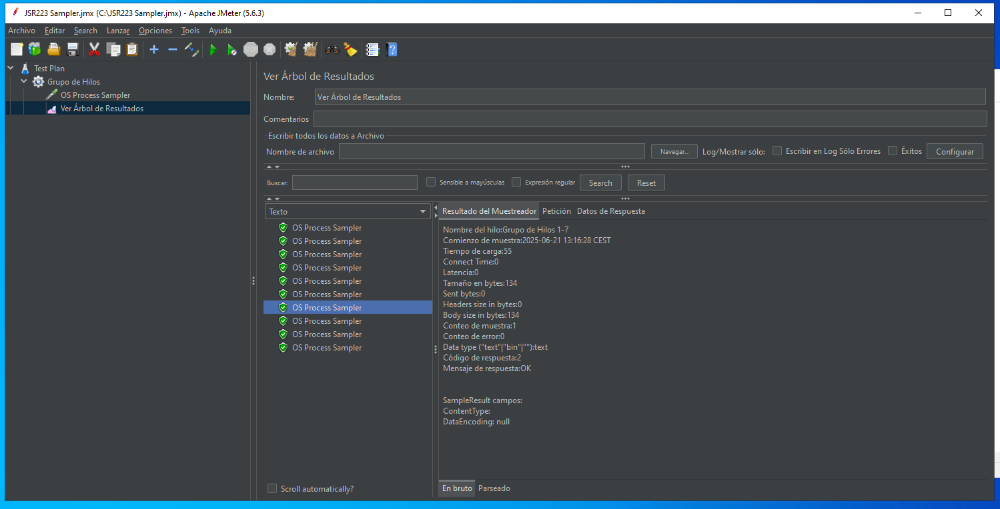 JSR223 Sampler.jmx (C:\JSR223 Sampler.jmx) - Apache JMeter (5.6.3)
Archivo Editar Search Lanzar Opciones Tools Ayuda
STOP
Test Plan
Grupo de Hilos
OS Process Sampler
Ver Árbol de Resultados
Ver Árbol de Resultados
Nombre: Ver Árbol de Resultados
Comentarios
Escribir todos los datos a Archivo
Nombre de archivo Navegar... Log/Mostrar sólo: Escribir en Log Sólo Errores Éxitos Configurar
Buscar: Sensible a mayúsculas Expresión regular Search Reset
Texto
OS Process Sampler
OS Process Sampler
OS Process Sampler
OS Process Sampler
OS Process Sampler
OS Process Sampler
OS Process Sampler
OS Process Sampler
OS Process Sampler
OS Process Sampler
Scroll automatically?
Resultado del Muestreador Petición Datos de Respuesta
Nombre del hilo:Grupo de Hilos 1-7
Comienzo de muestra:2025-06-21 13:16:28 CEST
Tiempo de carga:55
Connect Time:0
Latencia:0
Tamaño en bytes:134
Sent bytes:0
Headers size in bytes:0
Body size in bytes:134
Conteo de muestra:1
Conteo de error:0
Data type ("text"|"bin"|""):text
Código de respuesta:2
Mensaje de respuesta:OK
SampleResult campos:
ContentType:
DataEncoding: null
En bruto Parseado